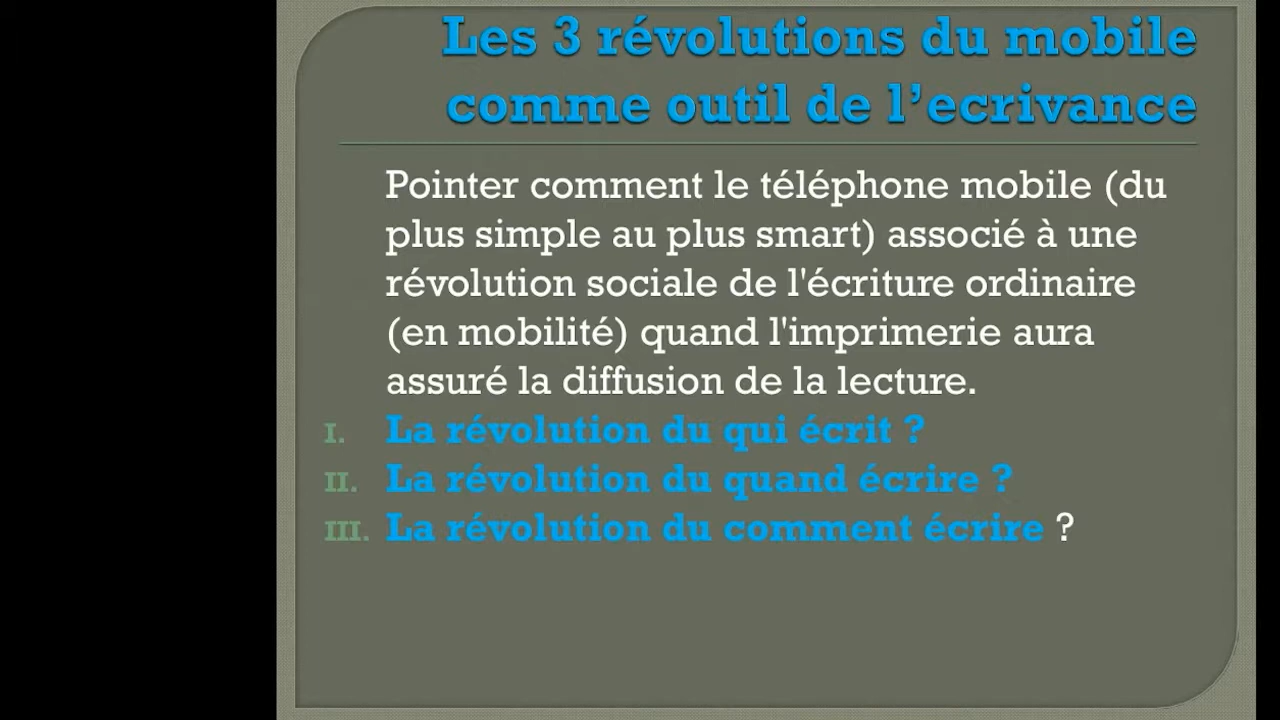 Les 3 révolutions du mobile
comme outil de l’ecrivance
Pointer comment le téléphone mobile (du
plus simple au plus smart) associé à une
révolution sociale de l'écriture ordinaire
(en mobilité) quand l'imprimerie aura
assuré la diffusion de la lecture.
I. La révolution du qui écrit ?
II. La révolution du quand écrire ?
III. La révolution du comment écrire ?